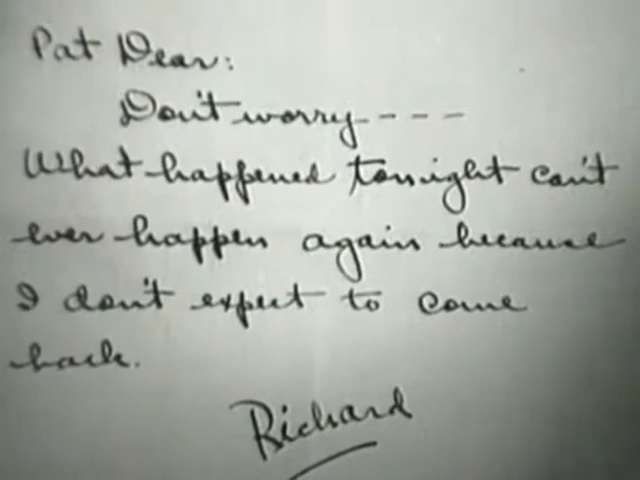 Pat Dear:
Don't worry----
What happened tonight can't
ever happen again because
I don't expect to come
back.
Richard